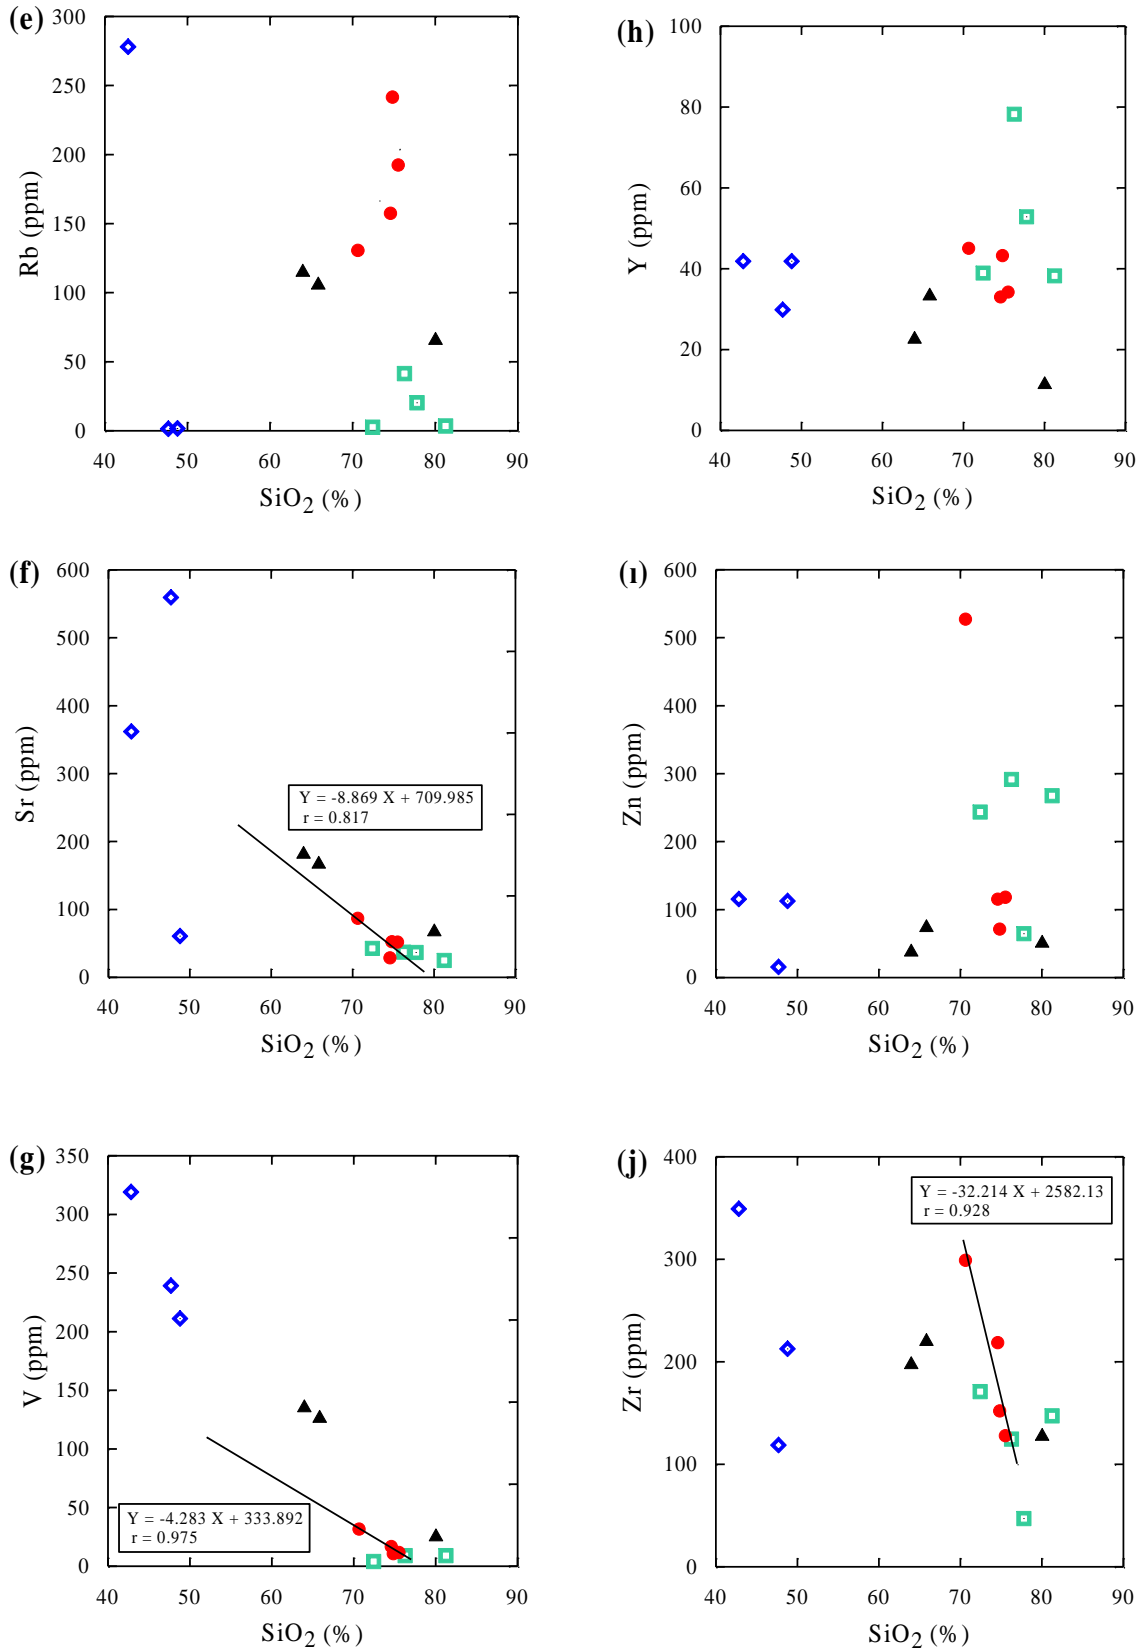 (e)
300
250
200
150
100
50
0
Rb (ppm)
40 50 60 70 80 90
SiO2 (%)
(h)
100
80
60
40
20
0
Y (ppm)
40 50 60 70 80 90
SiO2 (%)
(f)
600
500
400
300
200
100
0
Sr (ppm)
Y = -8.869 X + 709.985
r = 0.817
40 50 60 70 80 90
SiO2 (%)
(ı)
600
500
400
300
200
100
0
Zn (ppm)
40 50 60 70 80 90
SiO2 (%)
(g)
350
300
250
200
150
100
50
0
V (ppm)
Y = -4.283 X + 333.892
r = 0.975
40 50 60 70 80 90
SiO2 (%)
(j)
400
300
200
100
0
Zr (ppm)
Y = -32.214 X + 2582.13
r = 0.928
40 50 60 70 80 90
SiO2 (%)